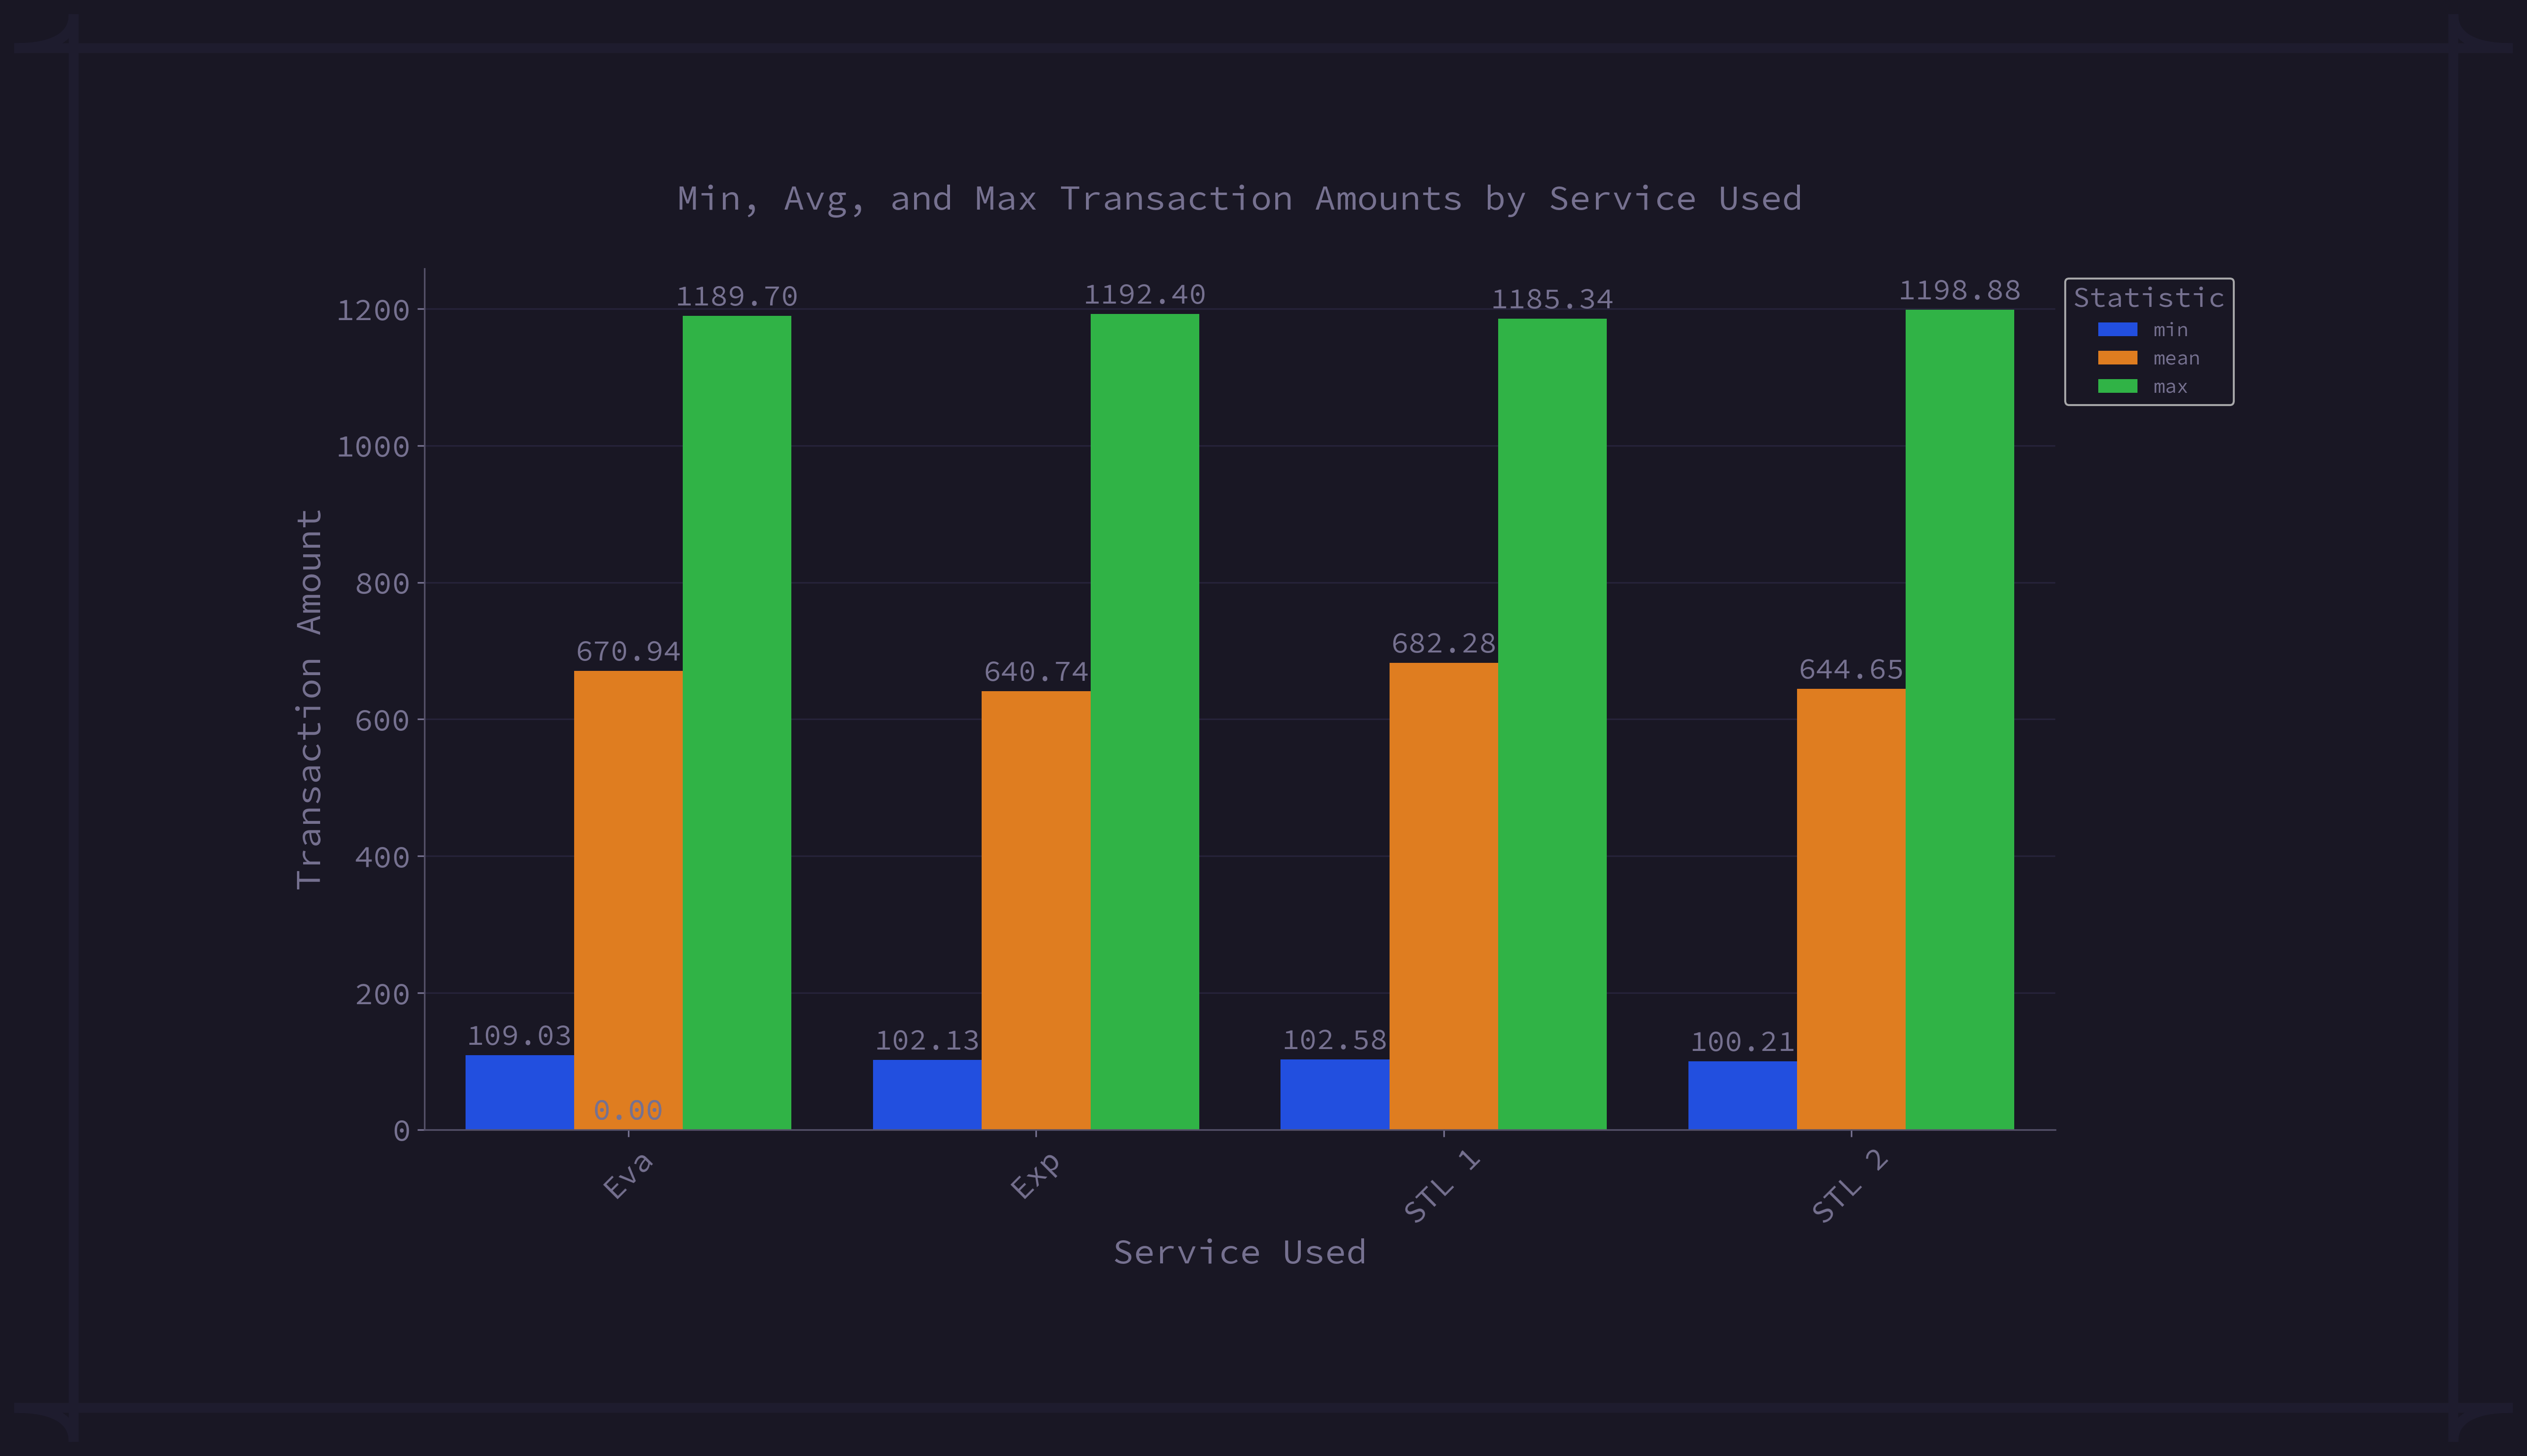 Min, Avg, and Max Transaction Amounts by Service Used
Statistic
min
mean
max
Transaction Amount
1200
1000
800
600
400
200
0
109.03
670.94
1189.70
0.00
102.13
640.74
1192.40
102.58
682.28
1185.34
100.21
644.65
1198.88
Eva
Exp
STL 1
STL 2
Service Used